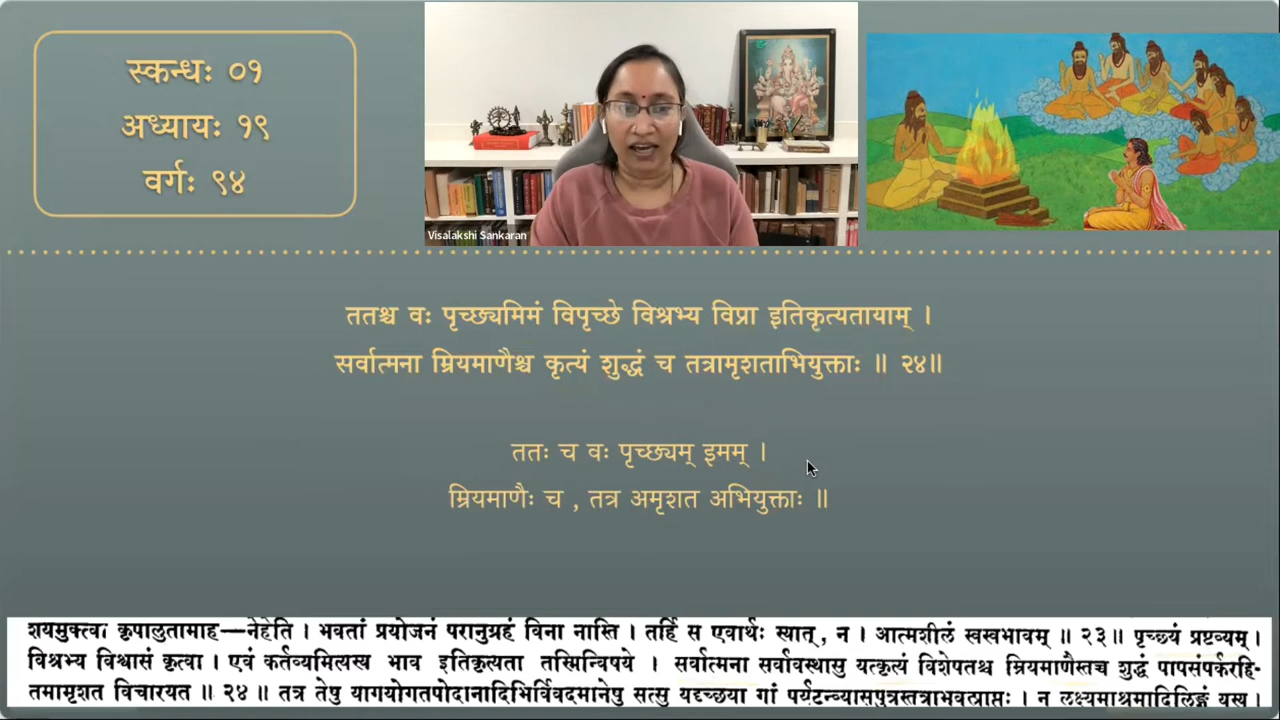 स्कन्धः ०१
अध्यायः १९
वर्गः ९४
Visalakshi Sankaran
ततश्च वः पृच्छ्यमिमं विपृच्छे विश्रभ्य विप्रा इतिकृत्यतायाम् ।
सर्वात्मना म्रियमाणैश्च कृत्यं शुद्धं च तत्रामृशताभियुक्ताः ॥ २४॥
ततः च वः पृच्छ्यम् इमम् ।
म्रियमाणैः च , तत्र अमृशत अभियुक्ताः ॥
शयमुक्त्वा कृपालुतामाह—नेहेति । भवतां प्रयोजनं परानुग्रहं विना नास्ति । तर्हि स एवार्थः स्यात् , न । आत्मशीलं स्वस्वभावम् ॥ २३ ॥ पृच्छ्यं प्रष्टव्यम् ।
विश्रभ्य विश्वासं कृत्वा । एवं कर्तव्यमित्यस्य भाव इतिकृत्यता तस्मिन्विषये । सर्वात्मना सर्वावस्थासु यत्कृत्यं विशेषतश्च म्रियमाणैस्तच्च शुद्धं पापसंपर्करहि-
तमामृशत विचारयत ॥ २४ ॥ तत्र तेषु यागयोगतपोदानादिभिर्विवदमानेषु सत्सु यदृच्छया गां पर्यटन्व्यासपुत्रस्तत्राभवत्प्राप्तः । न लक्ष्यमाश्रमादिलिङ्गं यस्य ।